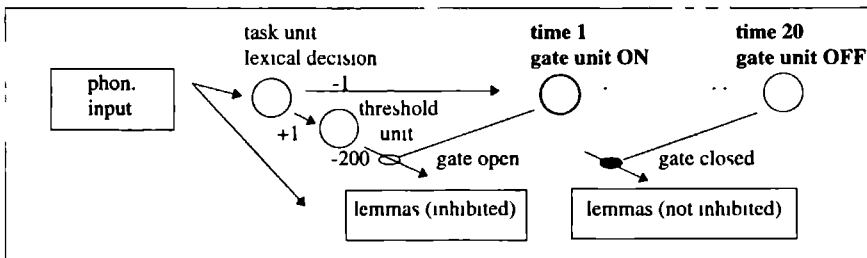 task unit
lexical decision
time 1
gate unit ON
time 20
gate unit OFF
phon.
input
-1
threshold
unit
+1
-200
gate open
gate closed
lemmas (inhibited)
lemmas (not inhibited)